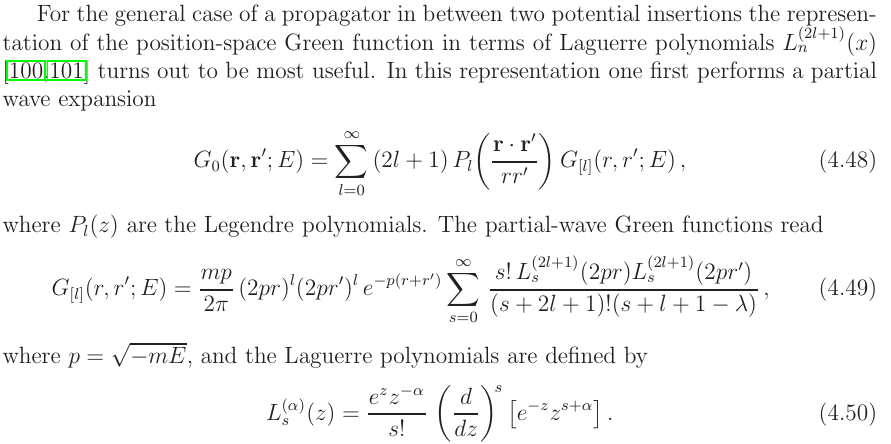 For the general case of a propagator in between two potential insertions the represen-
tation of the position-space Green function in terms of Laguerre polynomials $L_n^{(2l+1)}(x)$
[100,101] turns out to be most useful. In this representation one first performs a partial
wave expansion
$$G_0(\mathbf{r},\mathbf{r}';E) = \sum_{l=0}^{\infty} (2l+1)\, P_l\left(\frac{\mathbf{r}\cdot\mathbf{r}'}{rr'}\right) G_{[l]}(r,r';E)\,, \quad (4.48)$$
where $P_l(z)$ are the Legendre polynomials. The partial-wave Green functions read
$$G_{[l]}(r,r';E) = \frac{mp}{2\pi}\,(2pr)^l(2pr')^l\, e^{-p(r+r')} \sum_{s=0}^{\infty} \frac{s!\,L_s^{(2l+1)}(2pr)L_s^{(2l+1)}(2pr')}{(s+2l+1)!(s+l+1-\lambda)}\,, \quad (4.49)$$
where $p = \sqrt{-mE}$, and the Laguerre polynomials are defined by
$$L_s^{(\alpha)}(z) = \frac{e^z z^{-\alpha}}{s!} \left(\frac{d}{dz}\right)^s \left[e^{-z} z^{s+\alpha}\right]. \quad (4.50)$$